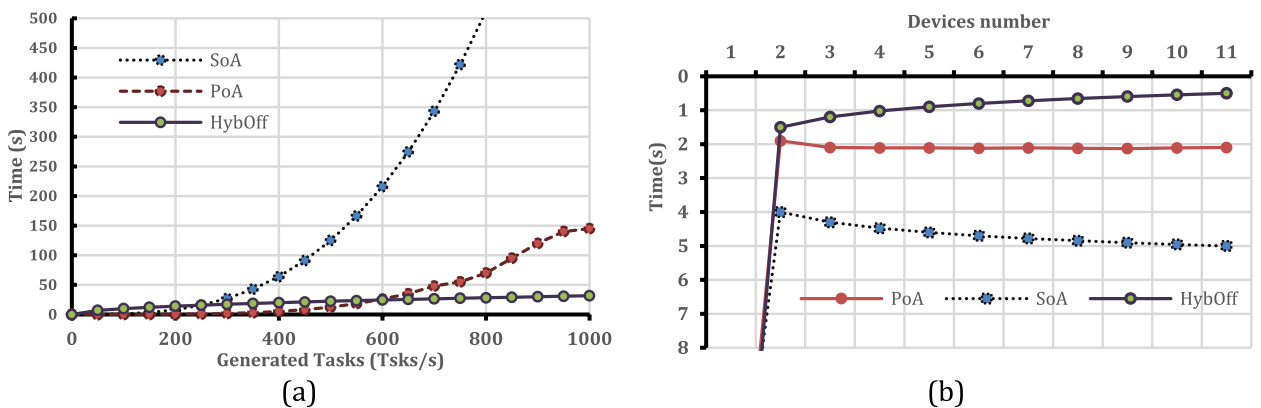 500
450
400
350
300
250
200
150
100
50
0
Time (s)
SoA
PoA
HybOff
0 200 400 600 800 1000
Generated Tasks (Tsks/s)
(a)
Devices number
1 2 3 4 5 6 7 8 9 10 11
0
1
2
3
4
5
6
7
8
Time(s)
PoA SoA HybOff
(b)